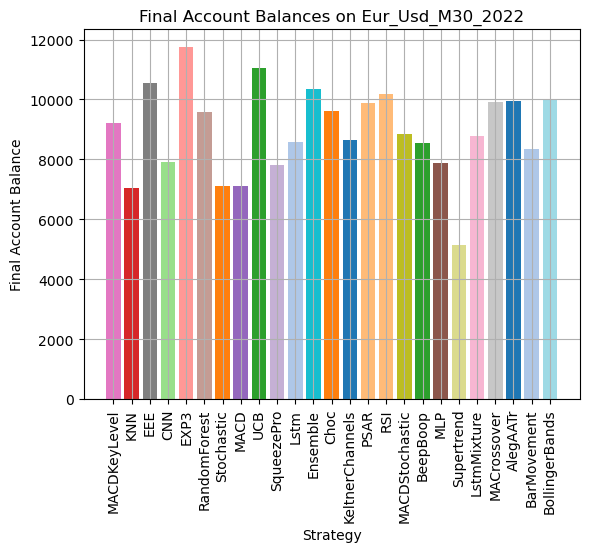 Final Account Balances on Eur_Usd_M30_2022
Final Account Balance
12000
10000
8000
6000
4000
2000
0
MACDKeyLevel
KNN
EEE
CNN
EXP3
RandomForest
Stochastic
MACD
UCB
SqueezePro
Lstm
Ensemble
Choc
KeltnerChannels
PSAR
RSI
MACDStochastic
BeepBoop
MLP
Supertrend
LstmMixture
MACrossover
AlegAATr
BarMovement
BollingerBands
Strategy